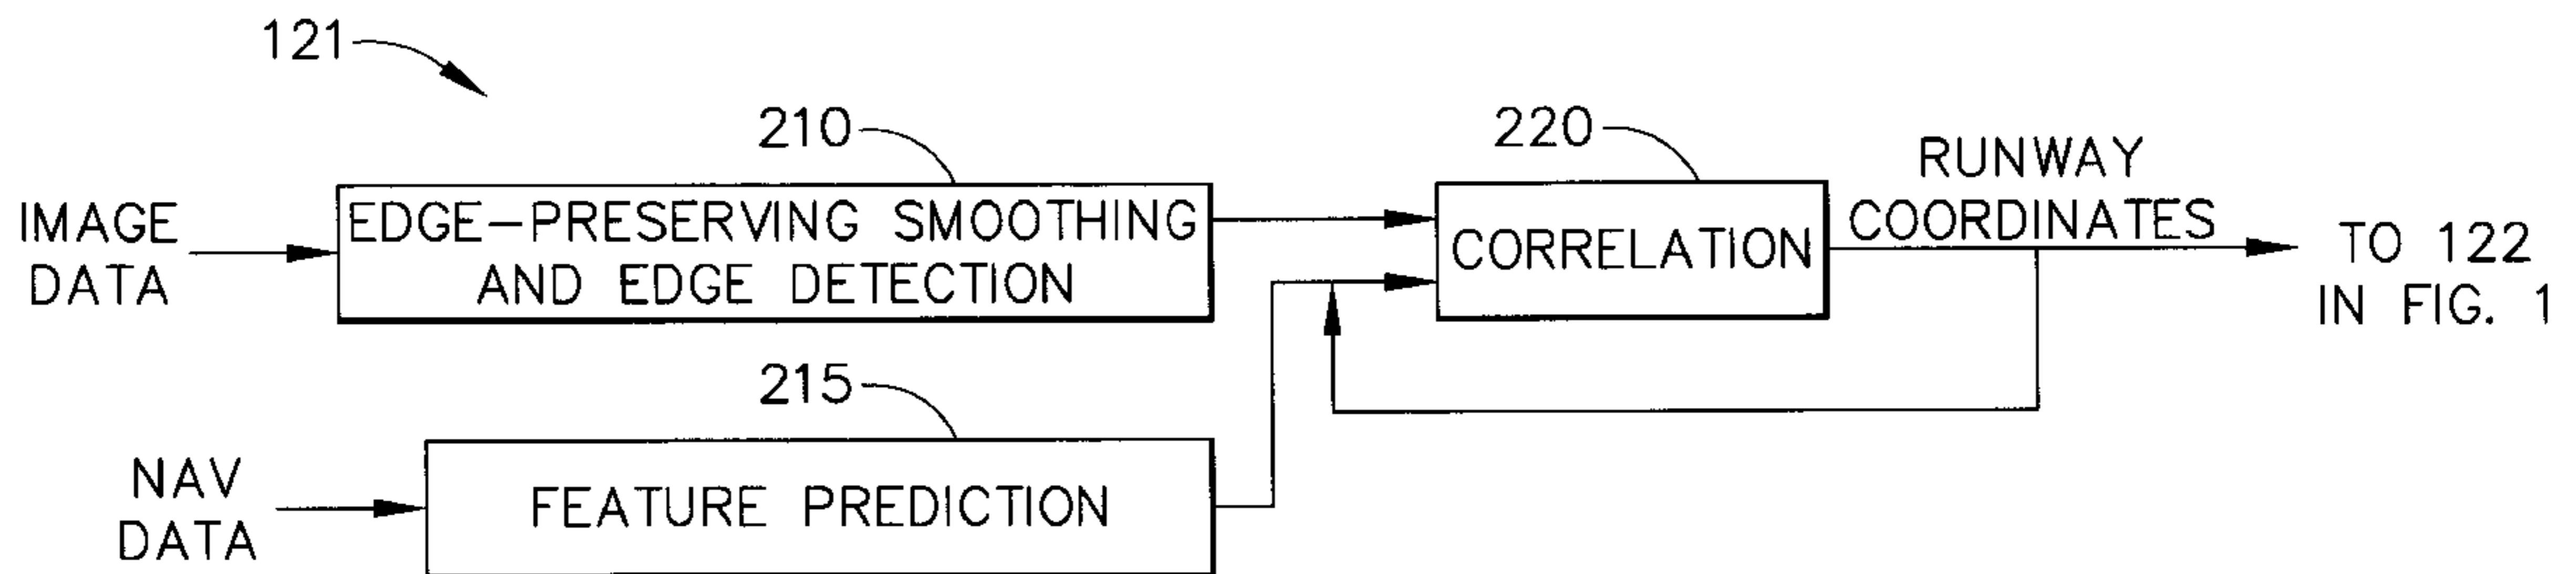 121
210
220
RUNWAY
COORDINATES
IMAGE
DATA
EDGE-PRESERVING SMOOTHING
AND EDGE DETECTION
CORRELATION
TO 122
IN FIG. 1
215
NAV
DATA
FEATURE PREDICTION